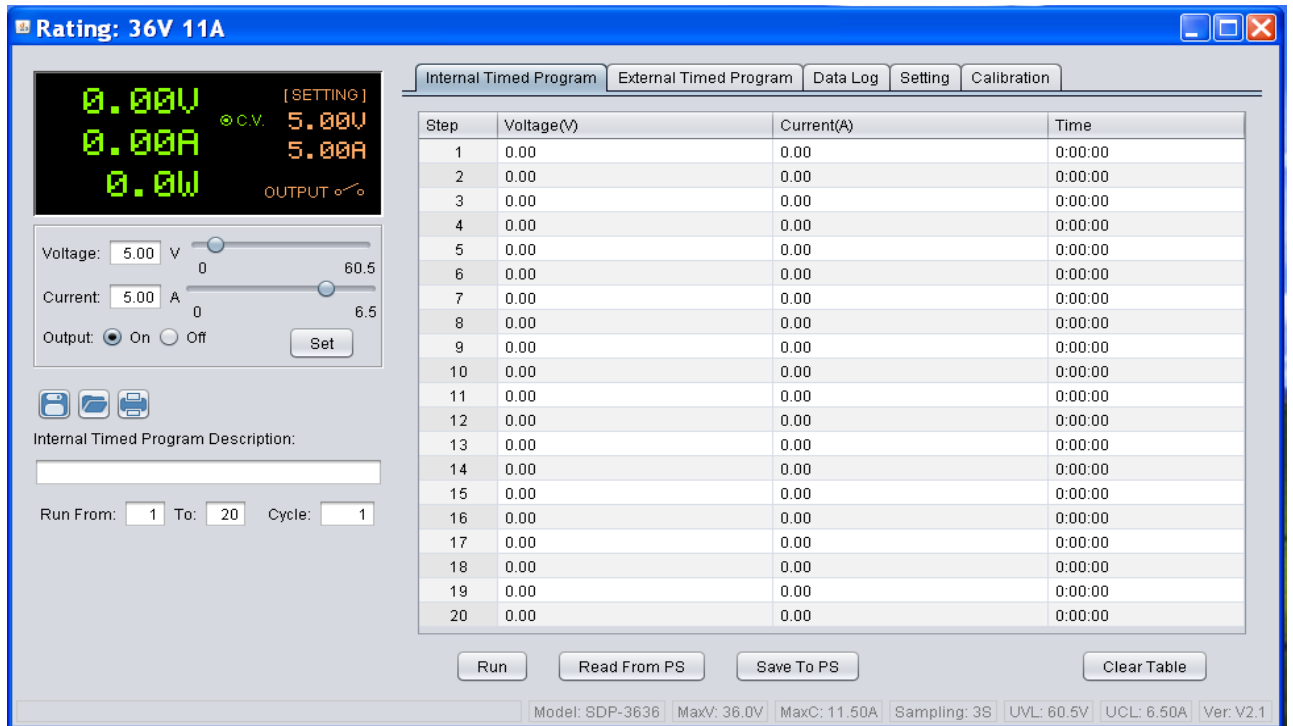 Rating: 36V 11A
0.00V
C.V.
[SETTING]
5.00V
0.00A
5.00A
0.0W
OUTPUT
Voltage: 5.00 V
0 60.5
Current: 5.00 A
0 6.5
Output: On Off
Set
Internal Timed Program Description:
Run From: 1 To: 20 Cycle: 1
Internal Timed Program External Timed Program Data Log Setting Calibration
Step Voltage(V) Current(A) Time
1 0.00 0.00 0:00:00
2 0.00 0.00 0:00:00
3 0.00 0.00 0:00:00
4 0.00 0.00 0:00:00
5 0.00 0.00 0:00:00
6 0.00 0.00 0:00:00
7 0.00 0.00 0:00:00
8 0.00 0.00 0:00:00
9 0.00 0.00 0:00:00
10 0.00 0.00 0:00:00
11 0.00 0.00 0:00:00
12 0.00 0.00 0:00:00
13 0.00 0.00 0:00:00
14 0.00 0.00 0:00:00
15 0.00 0.00 0:00:00
16 0.00 0.00 0:00:00
17 0.00 0.00 0:00:00
18 0.00 0.00 0:00:00
19 0.00 0.00 0:00:00
20 0.00 0.00 0:00:00
Run Read From PS Save To PS Clear Table
Model: SDP-3636 MaxV: 36.0V MaxC: 11.50A Sampling: 3S UVL: 60.5V UCL: 6.50A Ver: V2.1